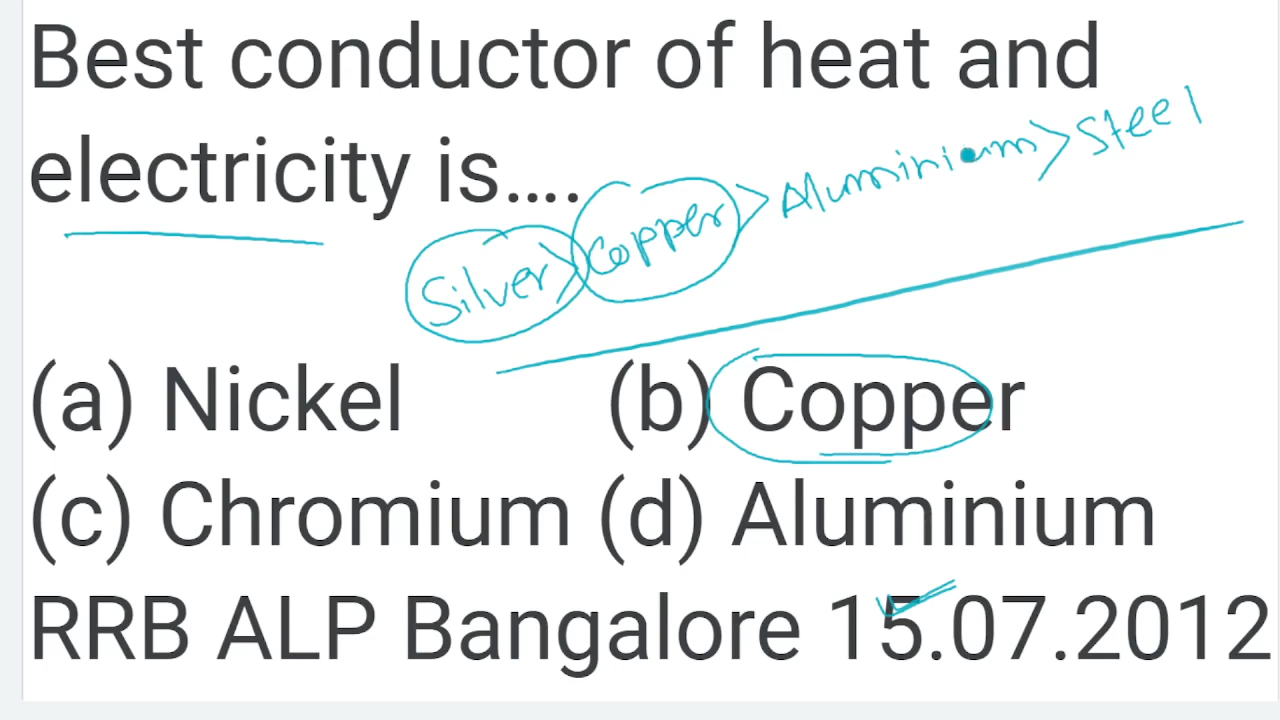 Best conductor of heat and
electricity is....
Silver > Copper > Aluminium > Steel
(a) Nickel (b) Copper
(c) Chromium (d) Aluminium
RRB ALP Bangalore 15.07.2012